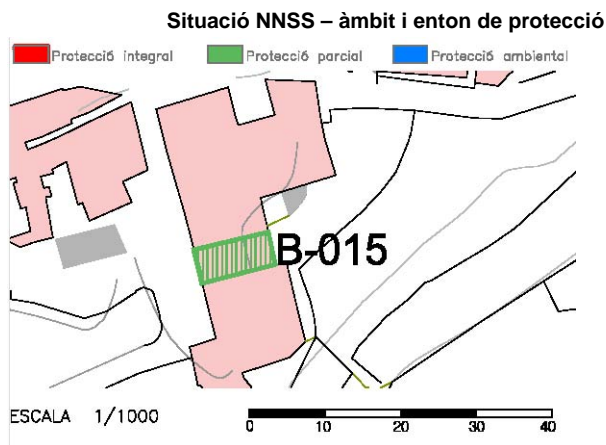 Situació NNSS – àmbit i enton de protecció
Protecció integral Protecció parcial Protecció ambiental
B-015
ESCALA 1/1000 0 10 20 30 40